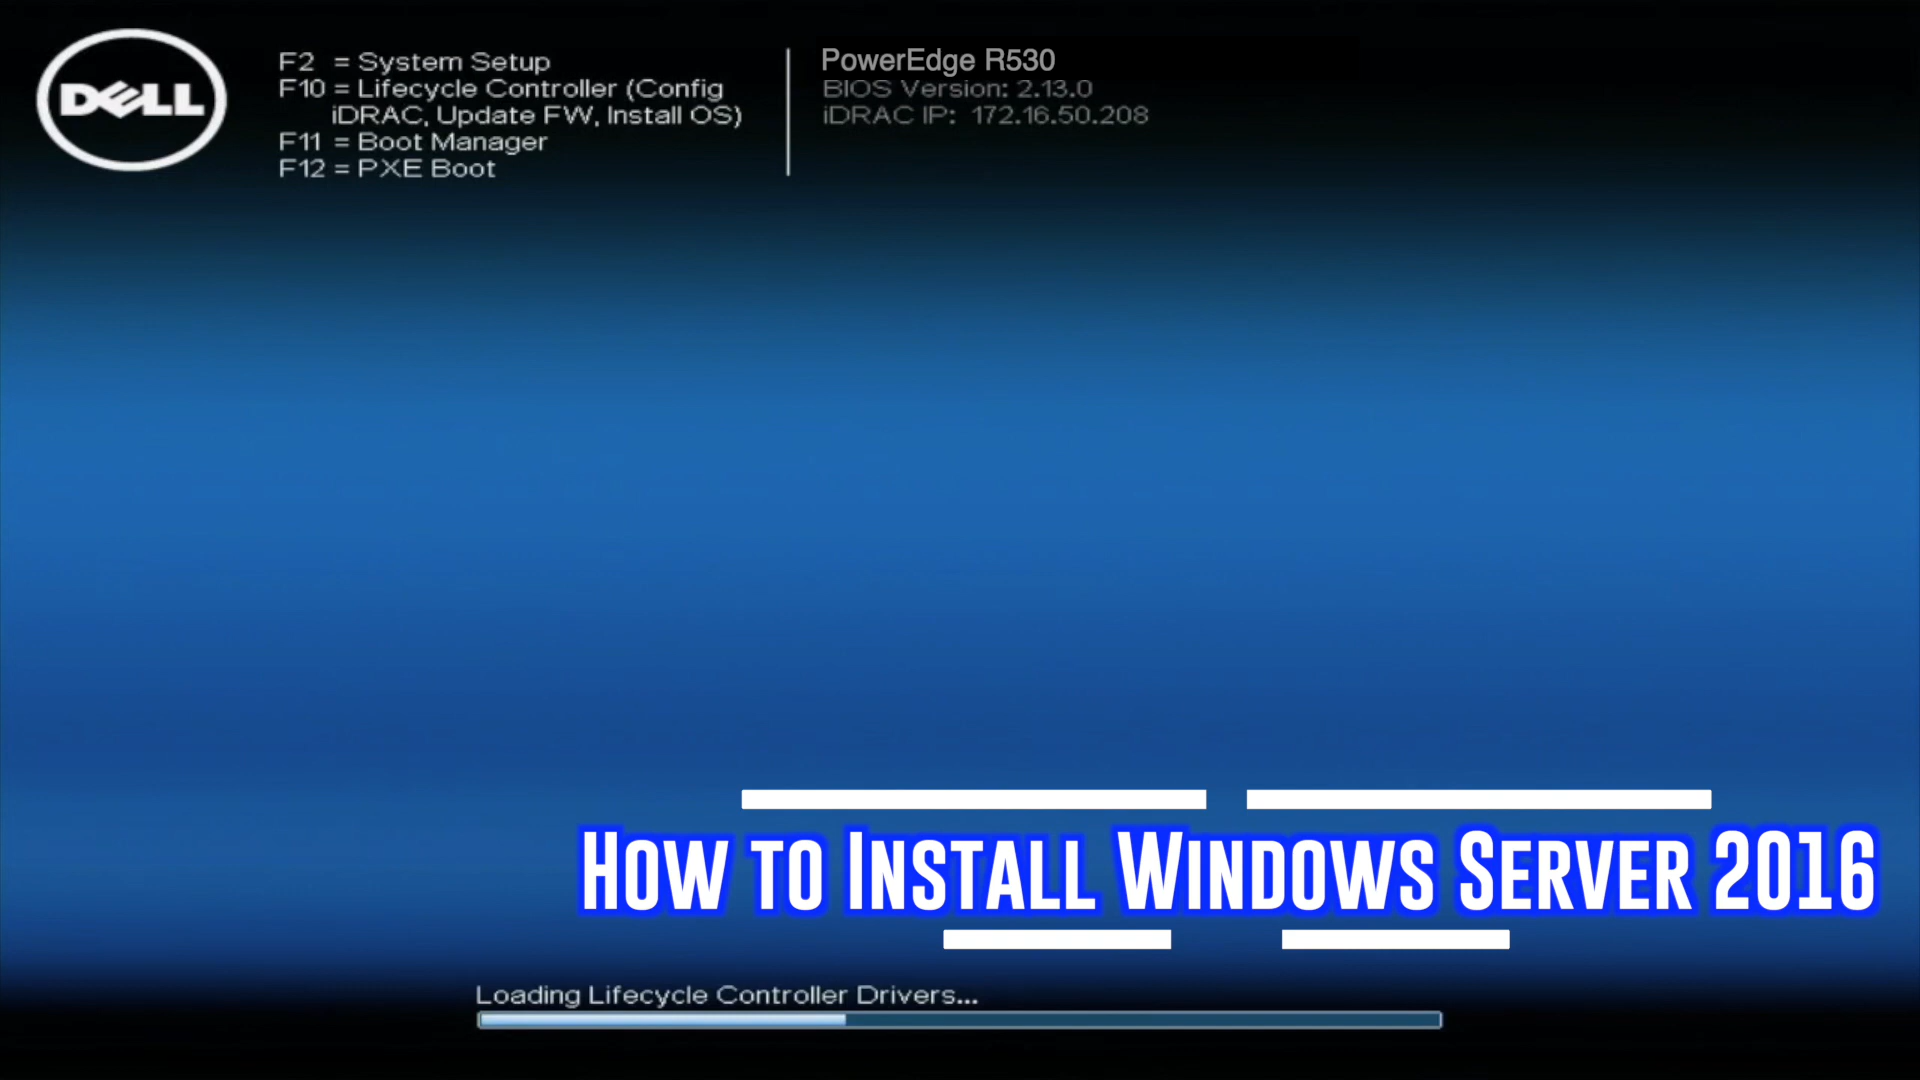 DELL
F2 = System Setup
F10 = Lifecycle Controller (Config
iDRAC, Update FW, Install OS)
F11 = Boot Manager
F12 = PXE Boot
PowerEdge R530
BIOS Version: 2.13.0
iDRAC IP: 172.16.50.208
How to Install Windows Server 2016
Loading Lifecycle Controller Drivers...